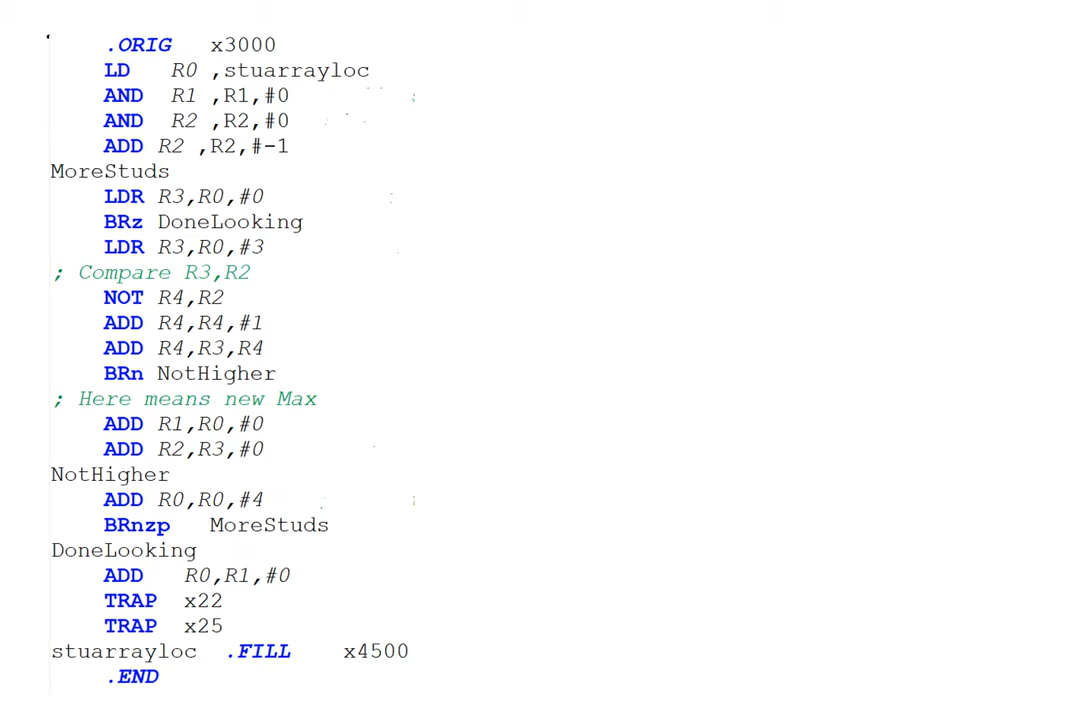 .ORIG x3000
LD R0 ,stuarrayloc
AND R1 ,R1,#0
AND R2 ,R2,#0
ADD R2 ,R2,#-1
MoreStuds
LDR R3,R0,#0
BRz DoneLooking
LDR R3,R0,#3
; Compare R3,R2
NOT R4,R2
ADD R4,R4,#1
ADD R4,R3,R4
BRn NotHigher
; Here means new Max
ADD R1,R0,#0
ADD R2,R3,#0
NotHigher
ADD R0,R0,#4
BRnzp MoreStuds
DoneLooking
ADD R0,R1,#0
TRAP x22
TRAP x25
stuarrayloc .FILL x4500
.END